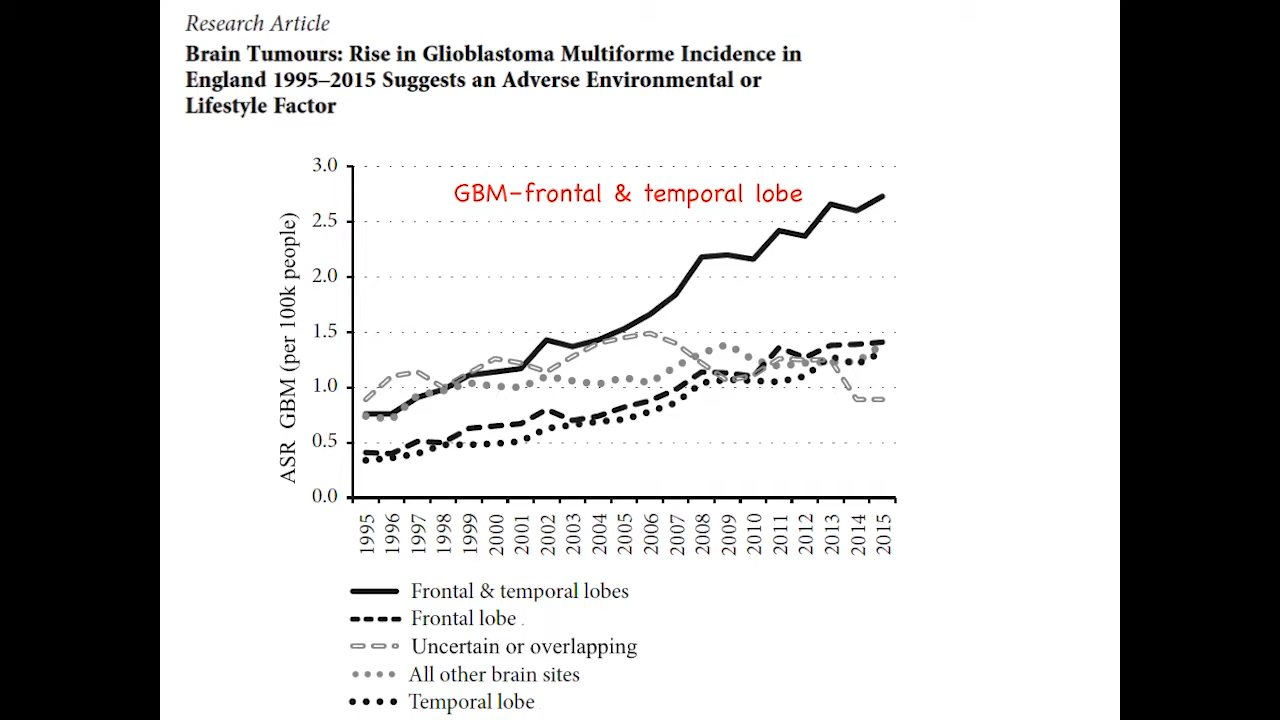 Research Article
Brain Tumours: Rise in Glioblastoma Multiforme Incidence in
England 1995–2015 Suggests an Adverse Environmental or
Lifestyle Factor
GBM-frontal & temporal lobe
ASR GBM (per 100k people)
3.0
2.5
2.0
1.5
1.0
0.5
0.0
1995 1996 1997 1998 1999 2000 2001 2002 2003 2004 2005 2006 2007 2008 2009 2010 2011 2012 2013 2014 2015
Frontal & temporal lobes
Frontal lobe
Uncertain or overlapping
All other brain sites
Temporal lobe